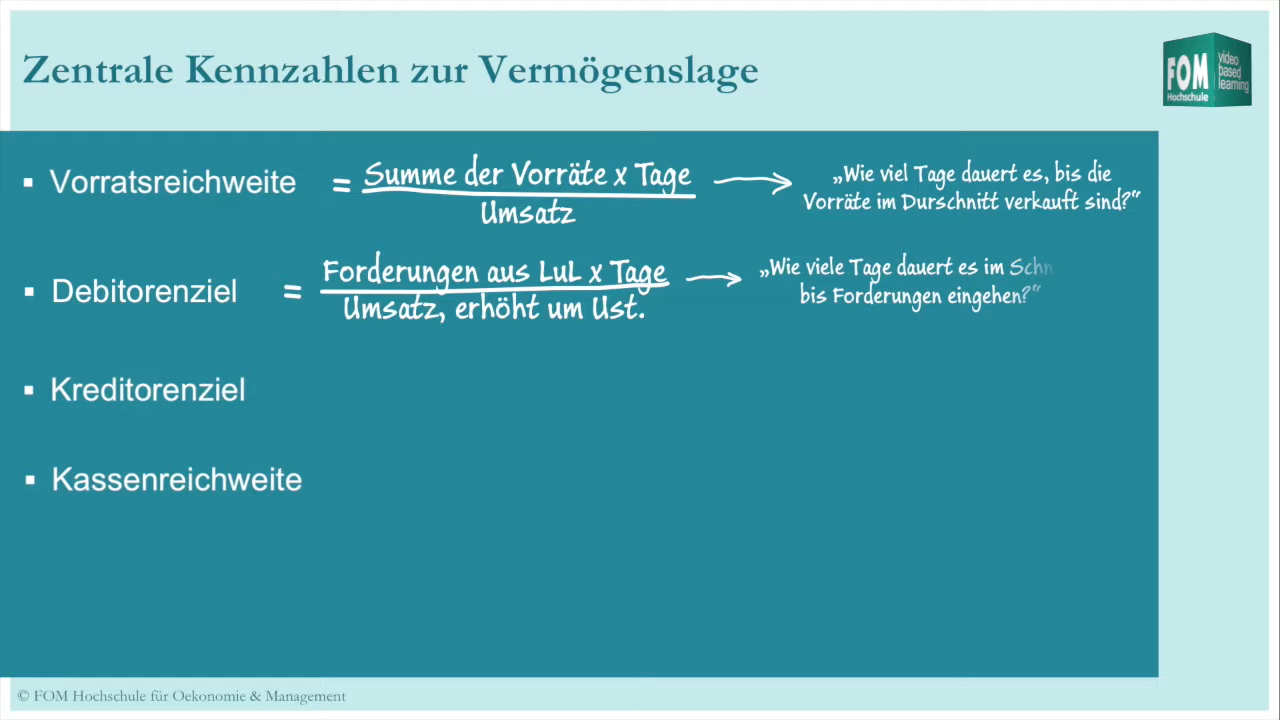 Zentrale Kennzahlen zur Vermögenslage
FOM
Hochschule
video
based
learning
▪ Vorratsreichweite = Summe der Vorräte x Tage
Umsatz
„Wie viel Tage dauert es, bis die
Vorräte im Durschnitt verkauft sind?“
▪ Debitorenziel = Forderungen aus LuL x Tage
Umsatz, erhöht um Ust.
„Wie viele Tage dauert es im Schn
bis Forderungen eingehen?“
▪ Kreditorenziel
▪ Kassenreichweite
© FOM Hochschule für Oekonomie & Management